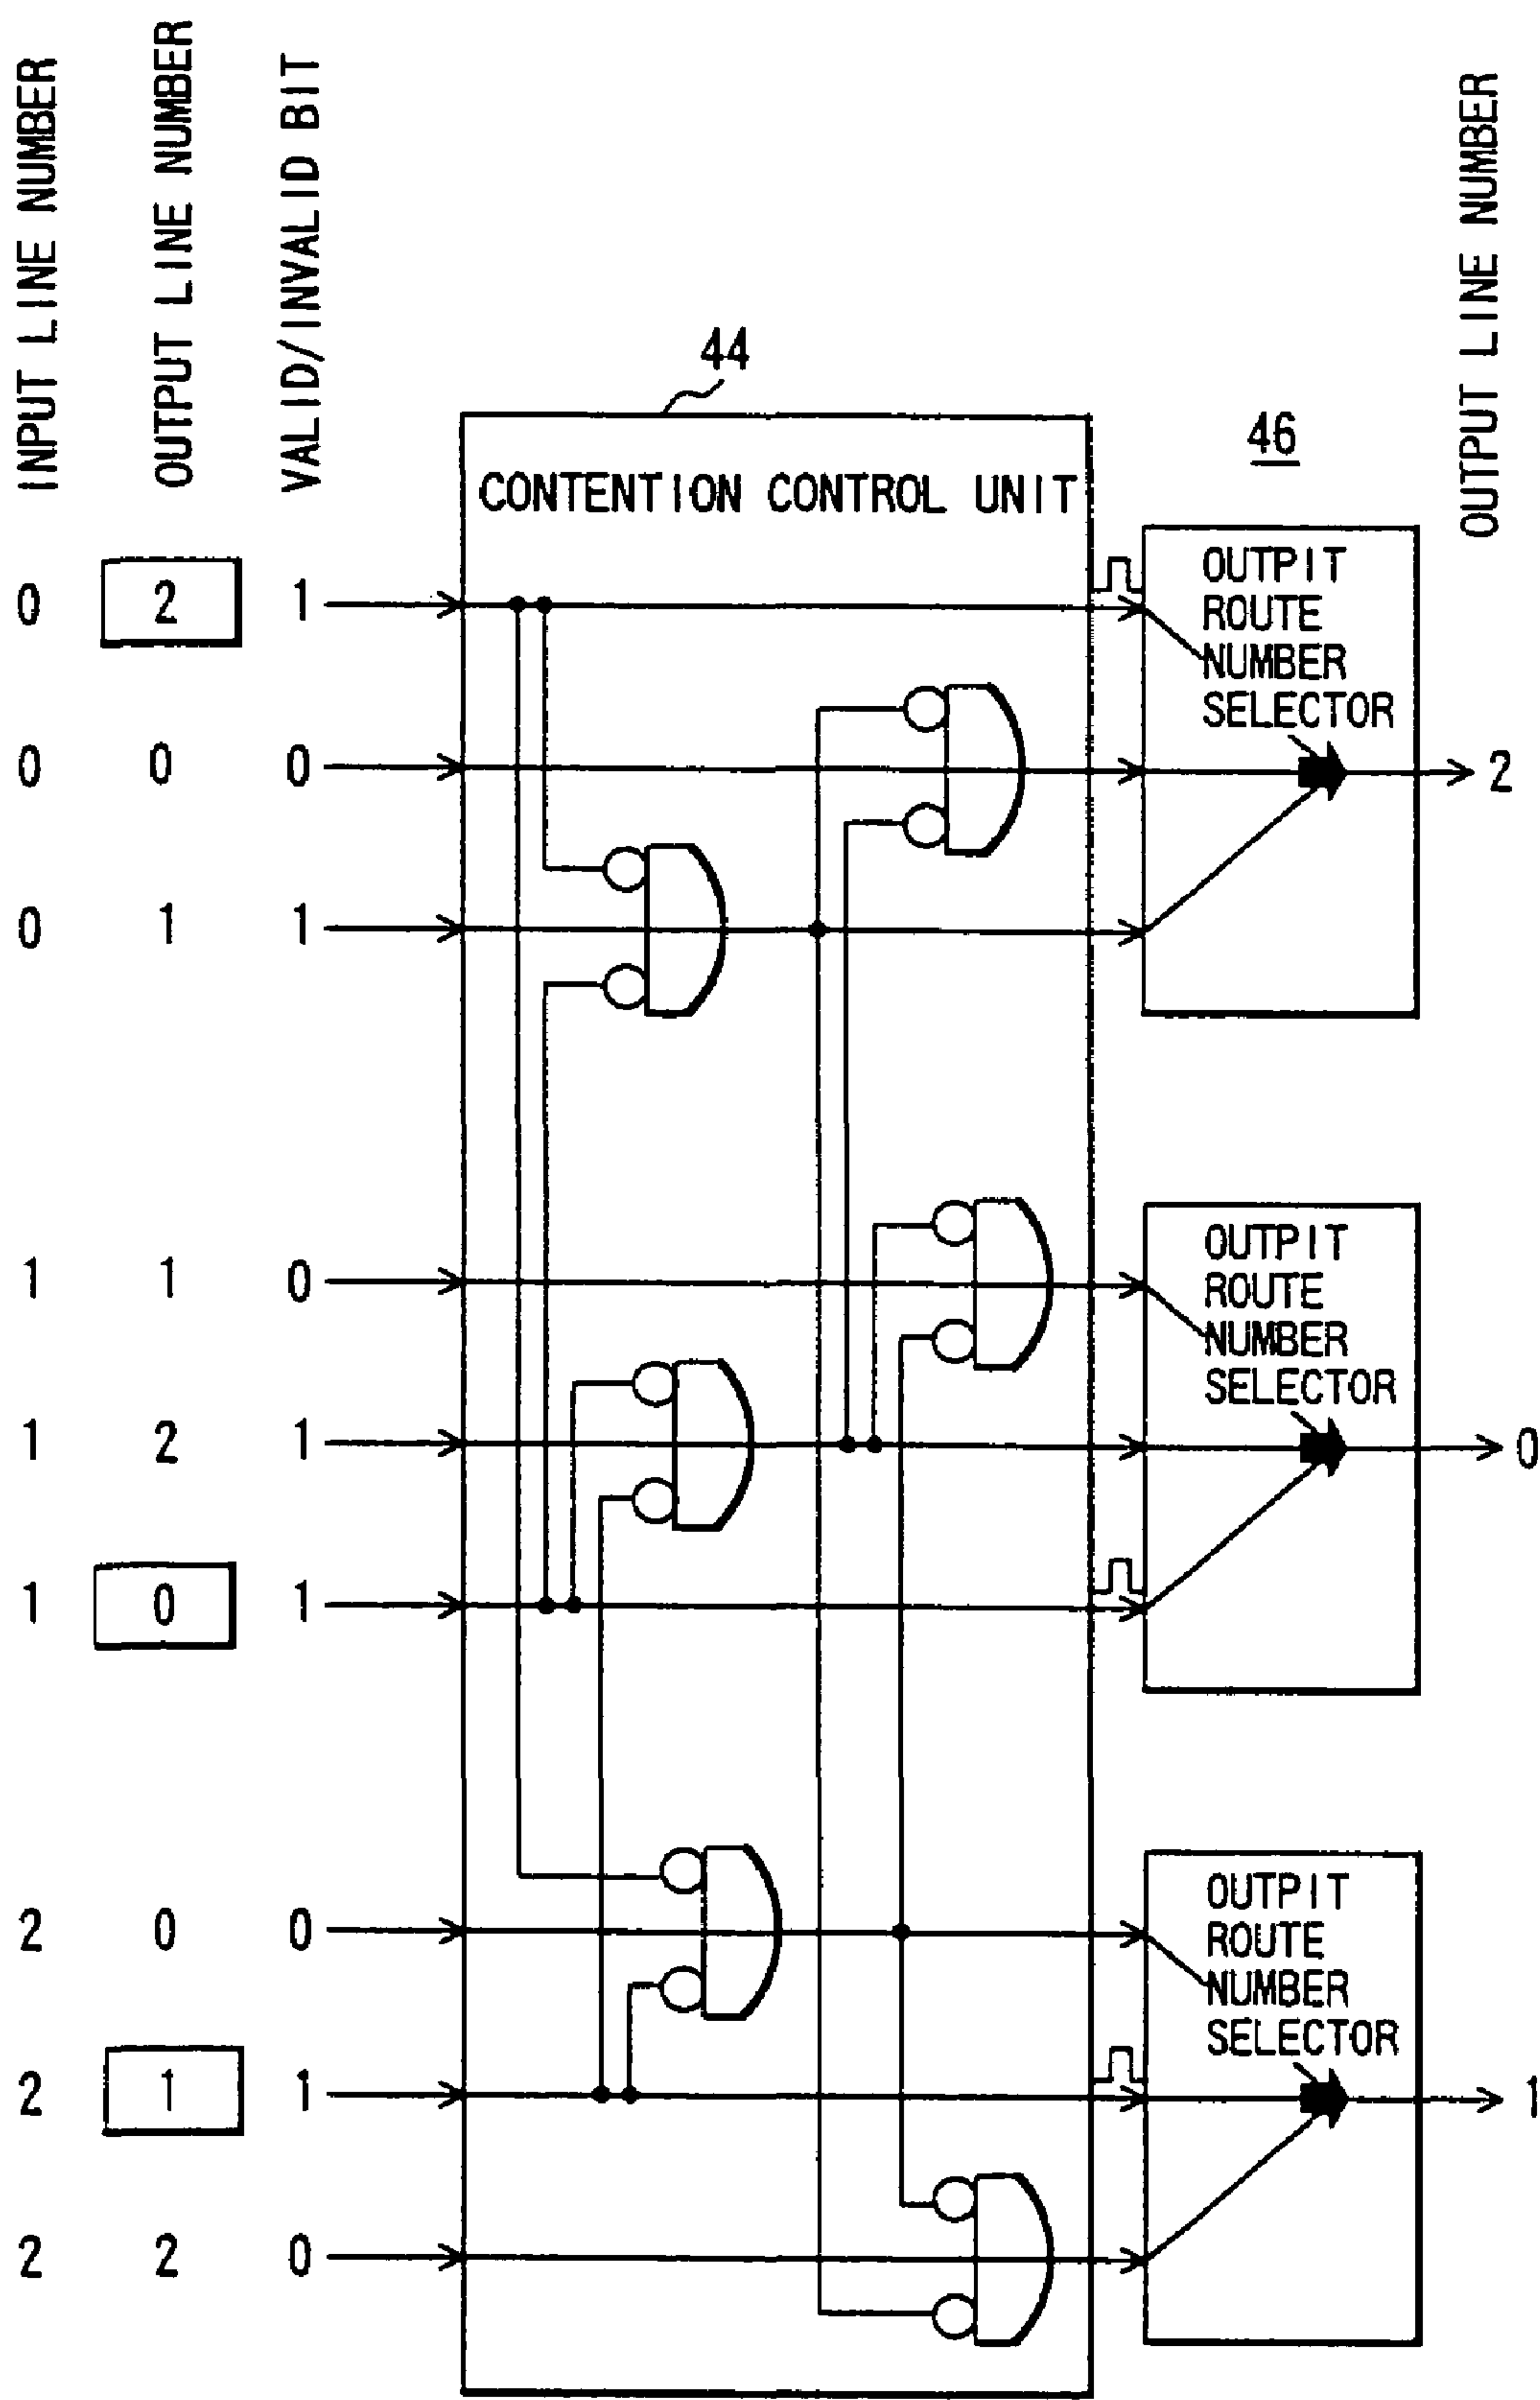 INPUT LINE NUMBER
OUTPUT LINE NUMBER
VALID/INVALID BIT
OUTPUT LINE NUMBER
44
46
CONTENTION CONTROL UNIT
0 2 1
0 0 0
0 1 1
1 1 0
1 2 1
1 0 1
2 0 0
2 1 1
2 2 0
OUTPIT
ROUTE
NUMBER
SELECTOR
2
OUTPIT
ROUTE
NUMBER
SELECTOR
0
OUTPIT
ROUTE
NUMBER
SELECTOR
1